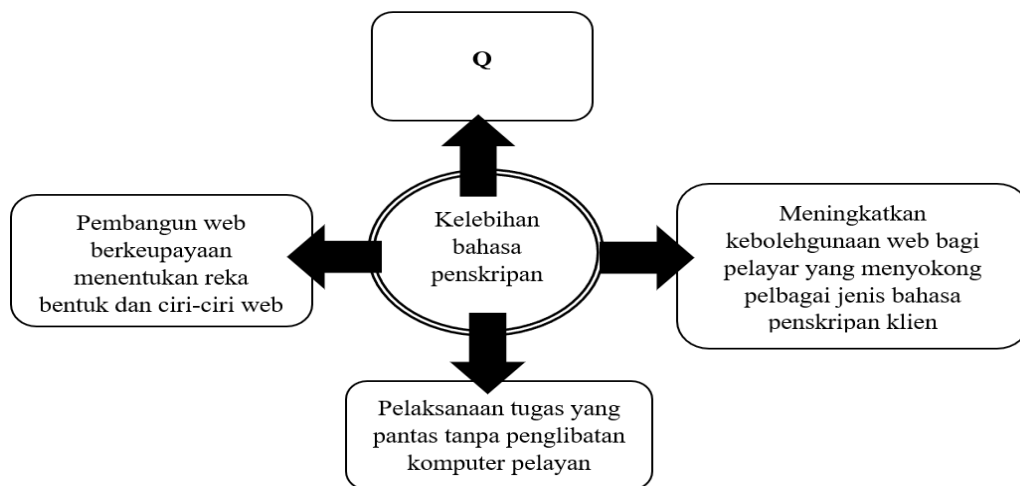 Q
Kelebihan
bahasa
penskripan
Pembangun web
berkeupayaan
menentukan reka
bentuk dan ciri-ciri web
Meningkatkan
kebolehgunaan web bagi
pelayar yang menyokong
pelbagai jenis bahasa
penskripan klien
Pelaksanaan tugas yang
pantas tanpa penglibatan
komputer pelayan